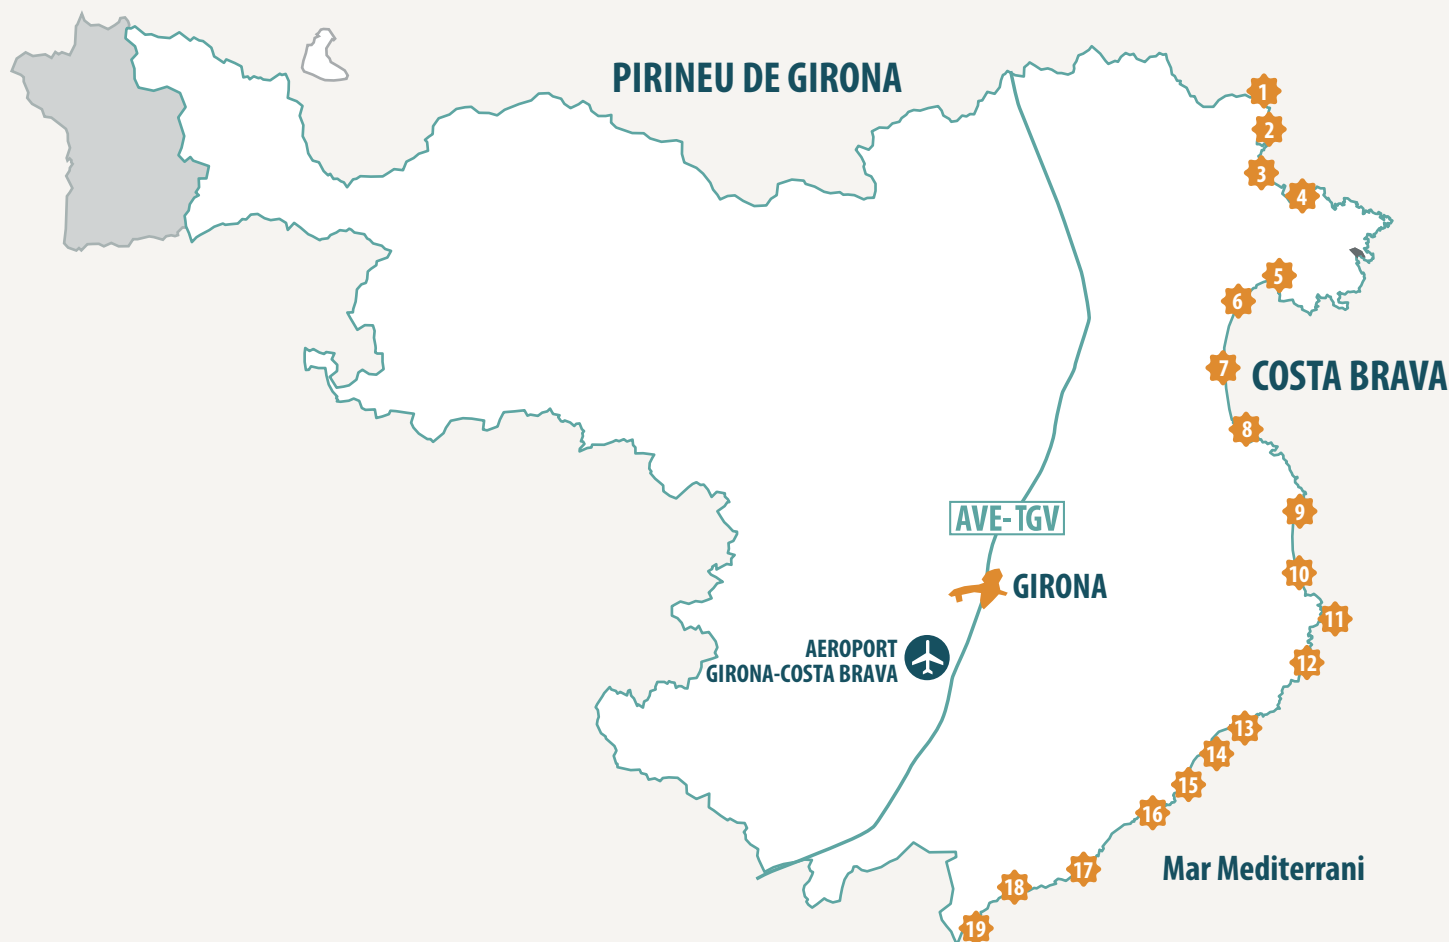 PIRINEU DE GIRONA
1
2
3
4
5
6
7
COSTA BRAVA
8
9
AVE-TGV
10
GIRONA
11
AEROPORT
GIRONA-COSTA BRAVA
12
13
14
15
16
17
Mar Mediterrani
18
19